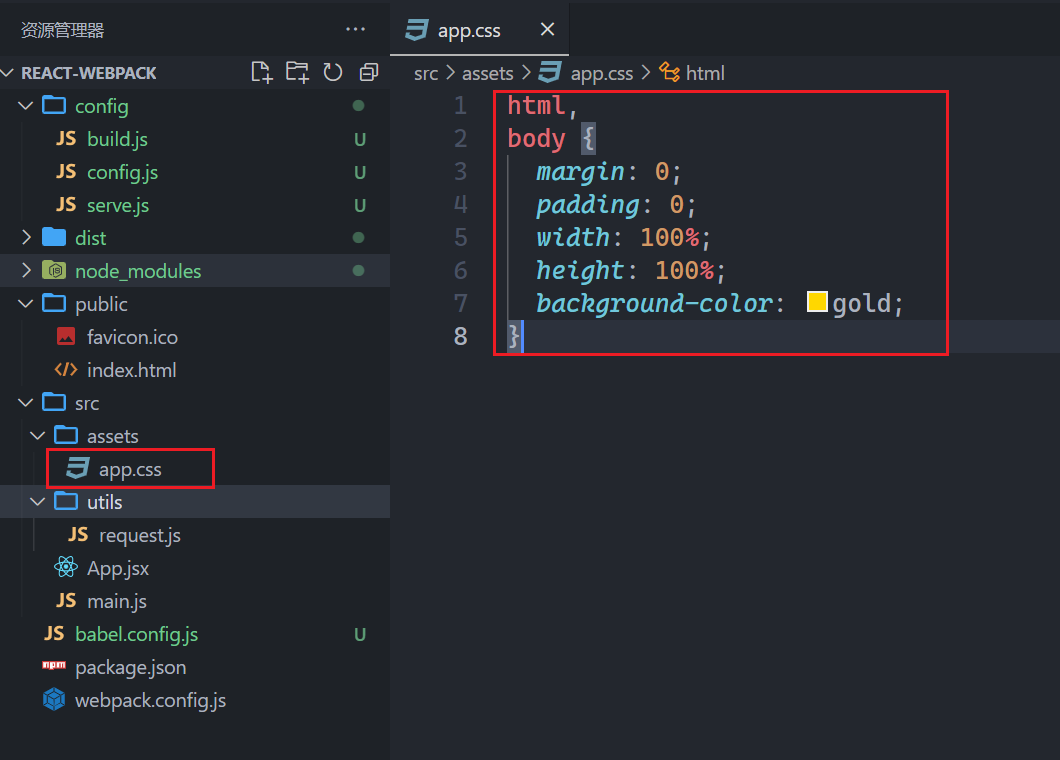 资源管理器 ···
REACT-WEBPACK
config
JS build.js U
JS config.js U
JS serve.js U
dist
node_modules
public
favicon.ico
index.html
src
assets
app.css
utils
JS request.js
App.jsx
JS main.js
JS babel.config.js U
npm package.json
webpack.config.js
app.css
src > assets > app.css > html
1 html,
2 body {
3 margin: 0;
4 padding: 0;
5 width: 100%;
6 height: 100%;
7 background-color: gold;
8 }